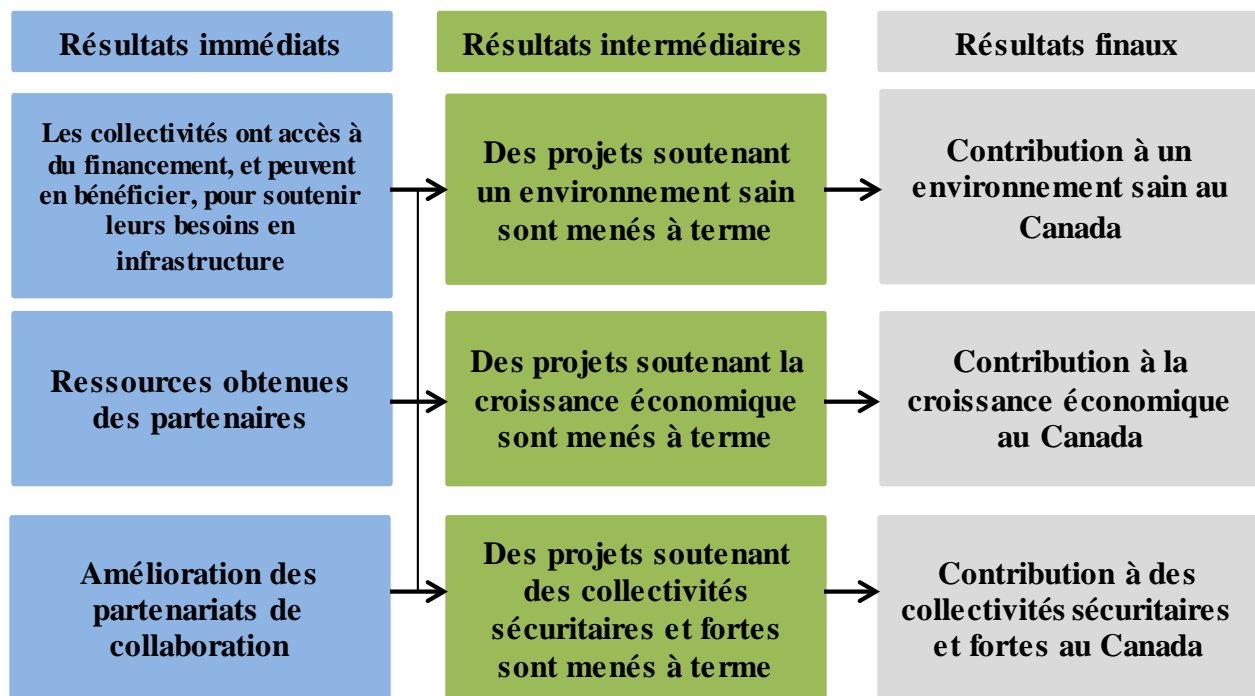 Résultats immédiats
Résultats intermédiaires
Résultats finaux
Les collectivités ont accès à
du financement, et peuvent
en bénéficier, pour soutenir
leurs besoins en
infrastructure
Des projets soutenant
un environnement sain
sont menés à terme
Contribution à un
environnement sain au
Canada
Ressources obtenues
des partenaires
Des projets soutenant la
croissance économique
sont menés à terme
Contribution à la
croissance économique
au Canada
Amélioration des
partenariats de
collaboration
Des projets soutenant
des collectivités
sécuritaires et fortes
sont menés à terme
Contribution à des
collectivités sécuritaires
et fortes au Canada